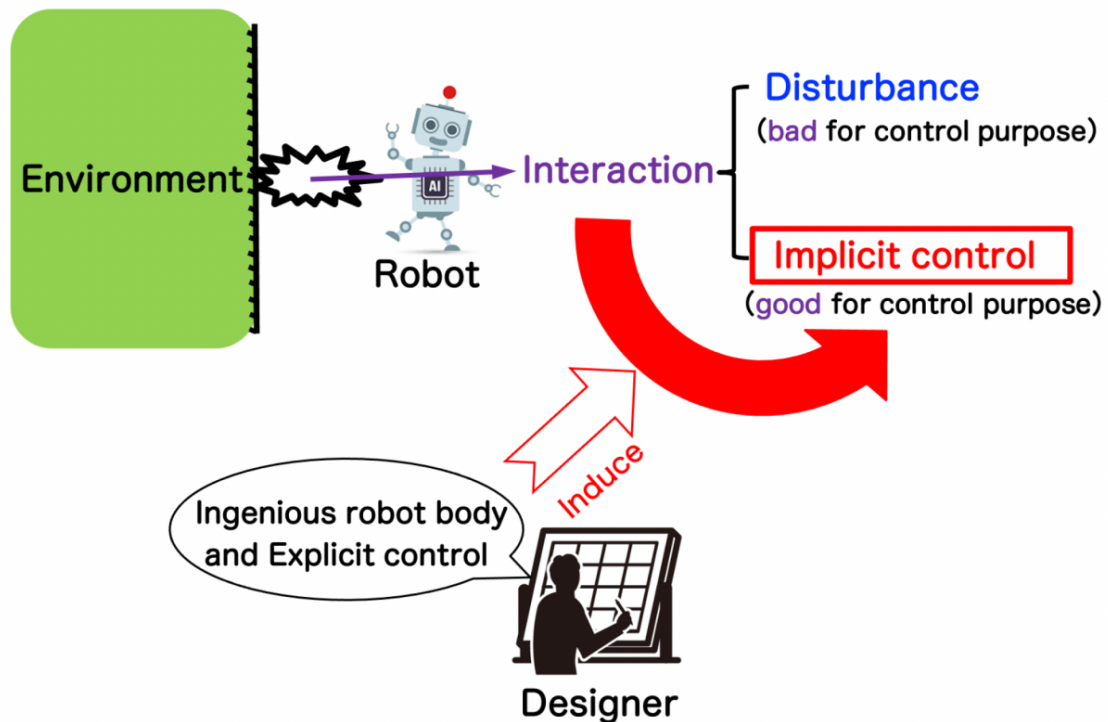 Disturbance
(bad for control purpose)
Environment
AI
Interaction
Robot
Implicit control
(good for control purpose)
Induce
Ingenious robot body
and Explicit control
Designer